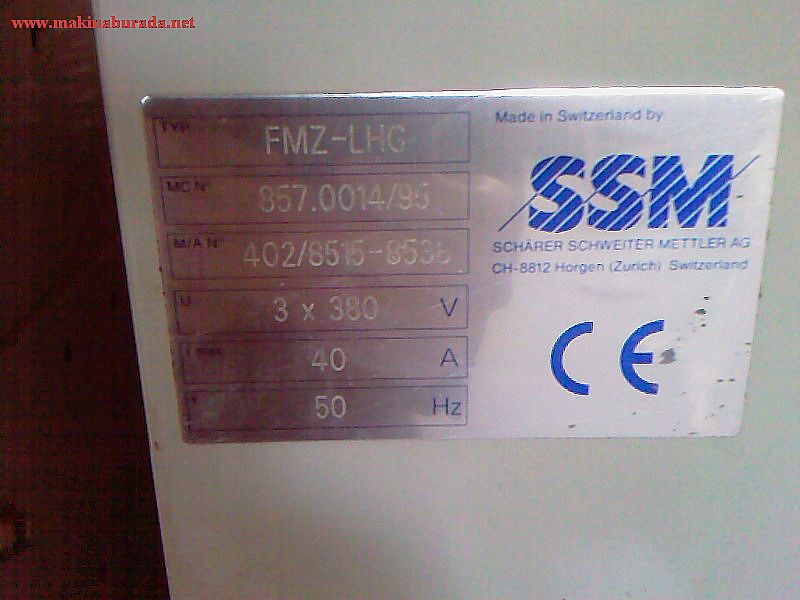 www.makinaburada.net
TYP FMZ-LHG
MC N° 857.0014/95
M/A N° 402/8515-8536
U 3 x 380 V
I max 40 A
50 Hz
Made in Switzerland by
SSM
SCHÄRER SCHWEITER METTLER AG
CH-8812 Horgen (Zurich) Switzerland
CE